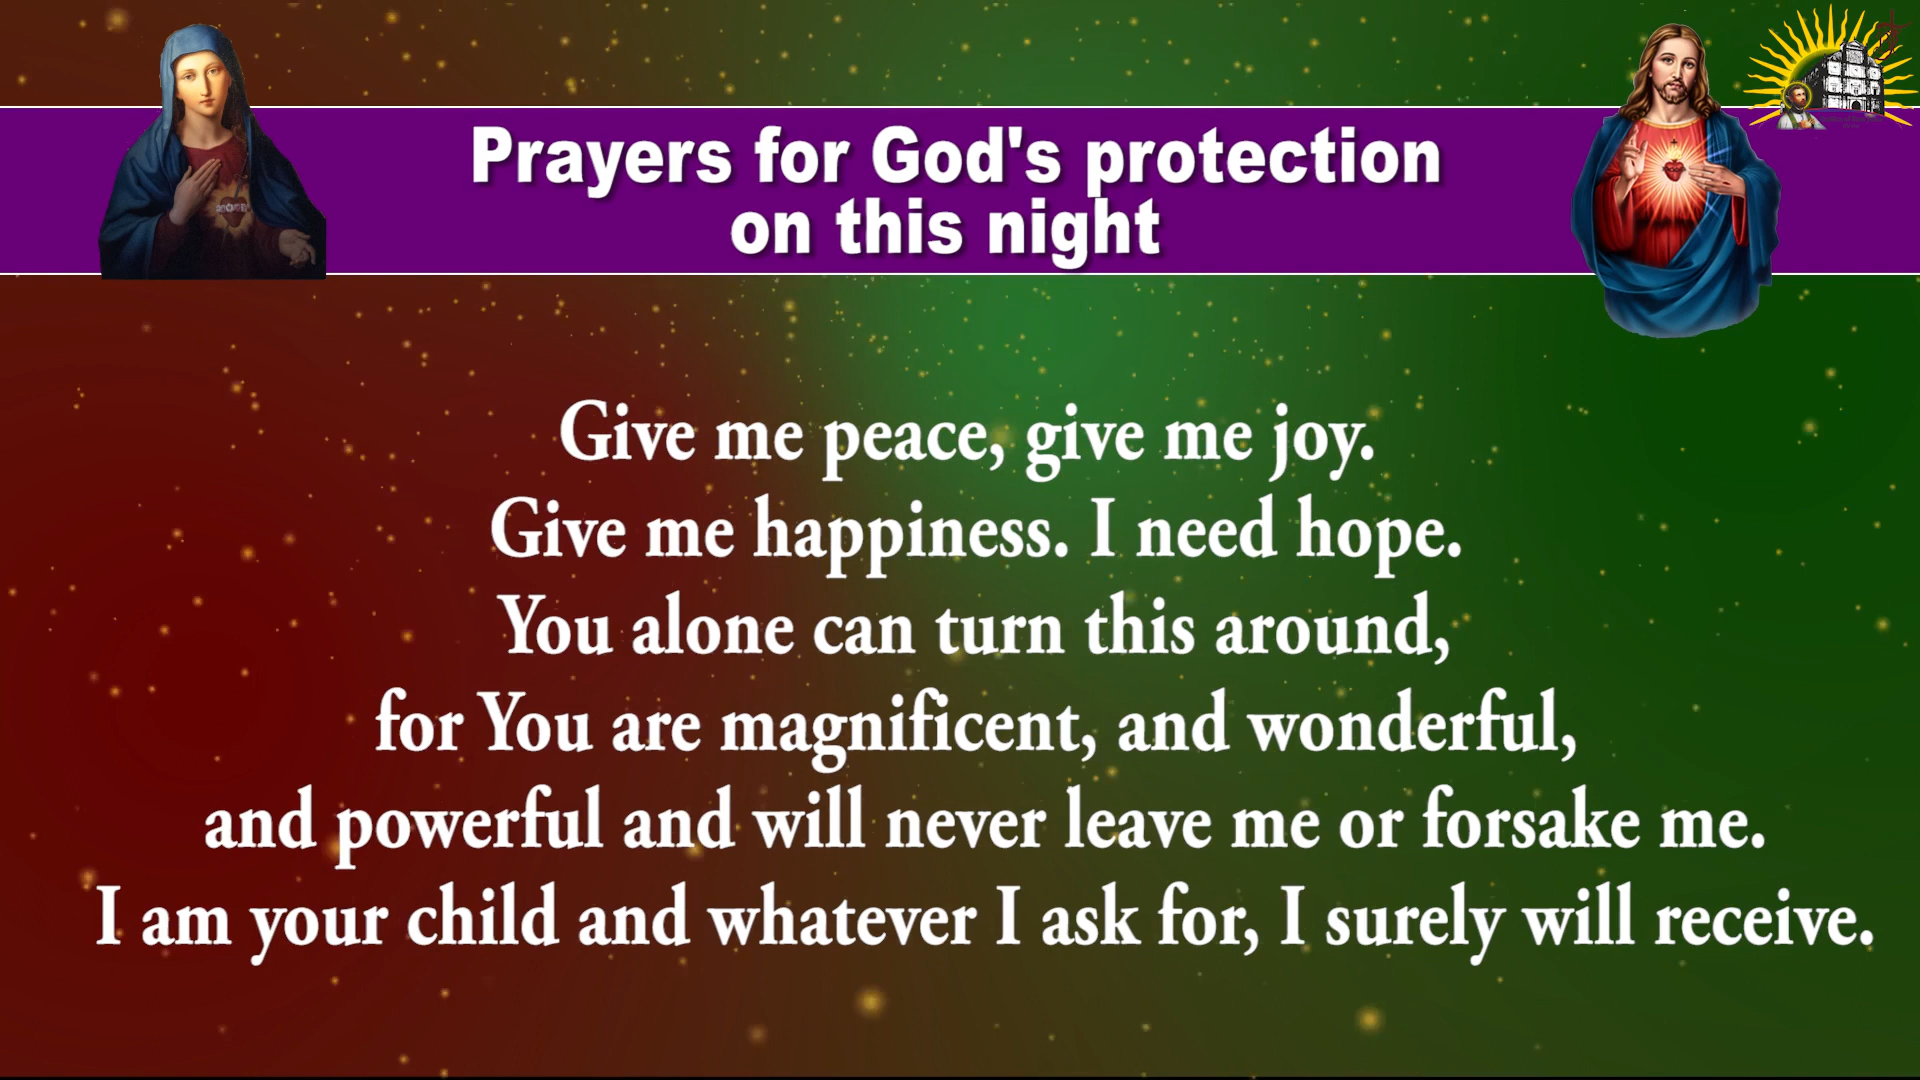 Prayers for God's protection
on this night
Give me peace, give me joy.
Give me happiness. I need hope.
You alone can turn this around,
for You are magnificent, and wonderful,
and powerful and will never leave me or forsake me.
I am your child and whatever I ask for, I surely will receive.